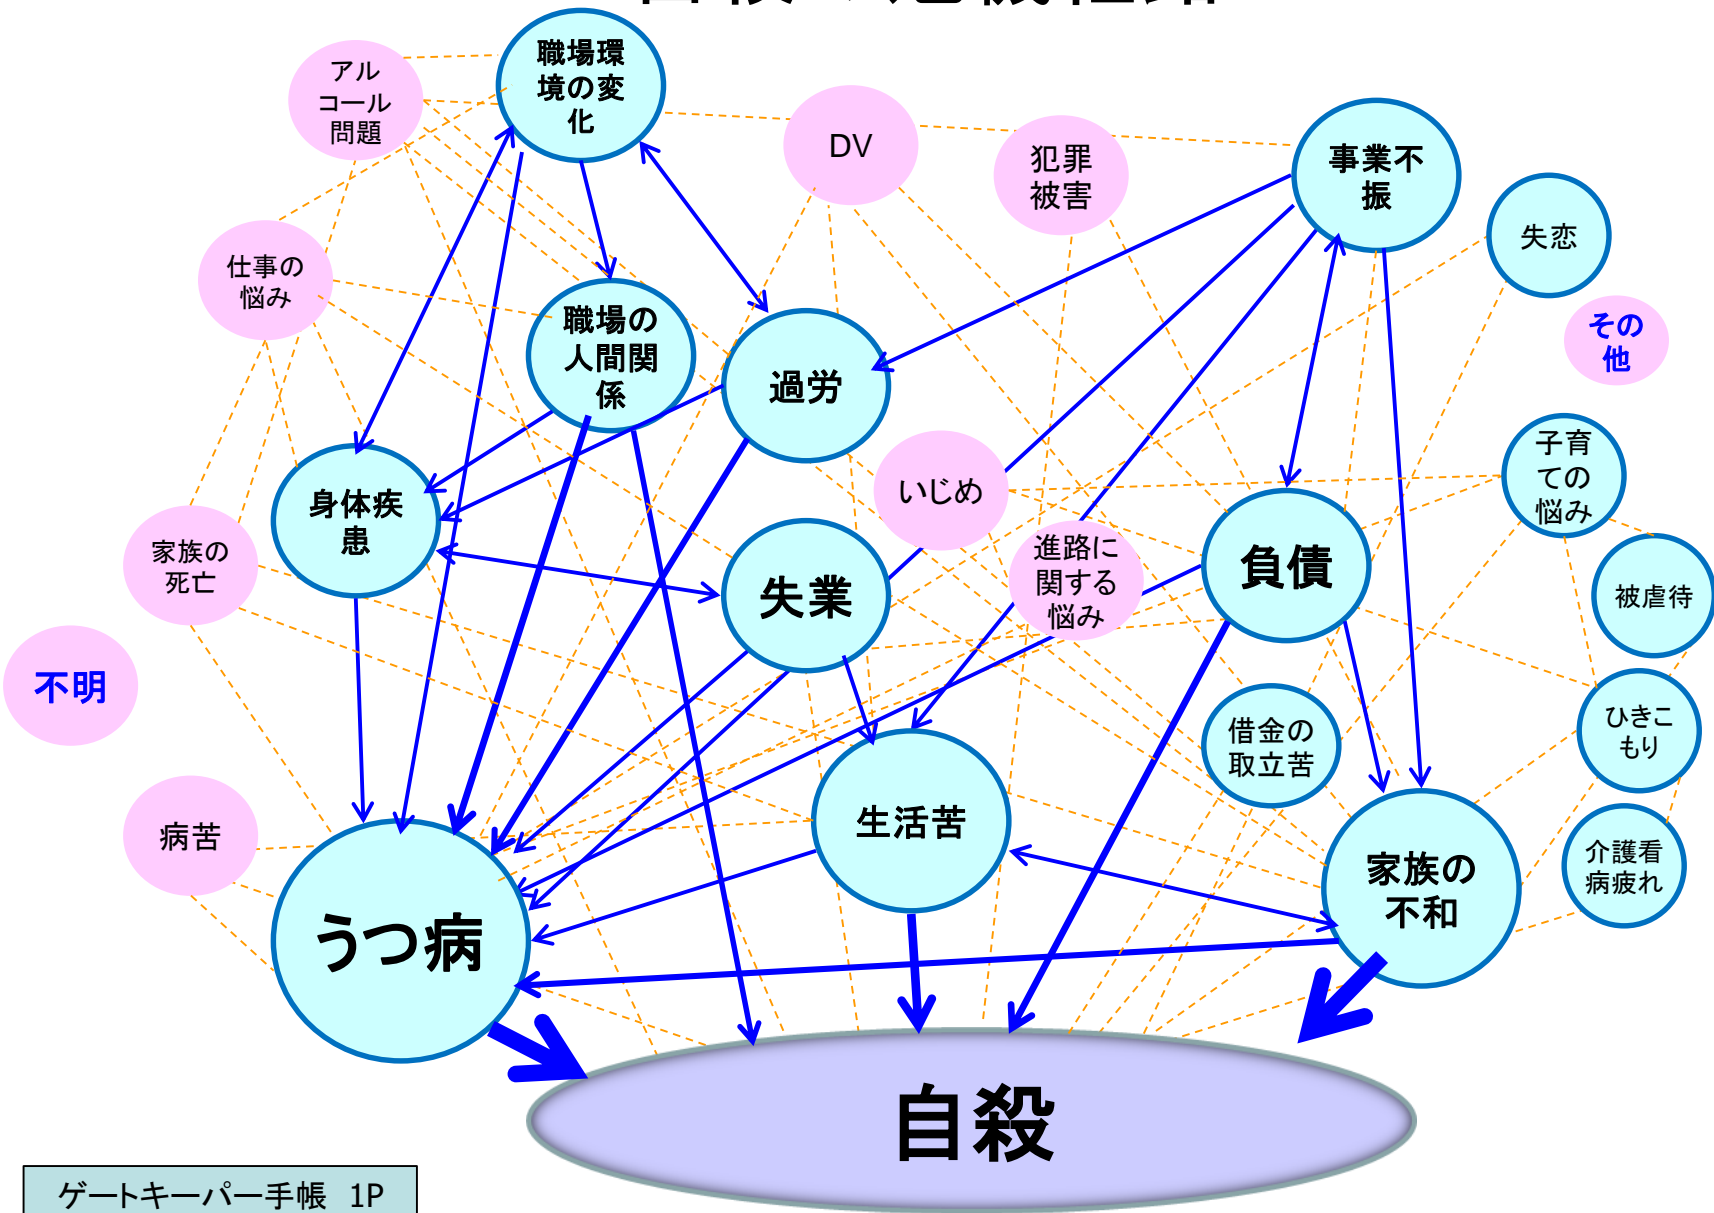 職場環
境の変
化
アル
コール
問題
DV
犯罪
被害
事業不
振
失恋
仕事の
悩み
職場の
人間関
係
過労
その
他
いじめ
子育
ての
悩み
身体疾
患
家族の
死亡
失業
進路に
関する
悩み
負債
被虐待
不明
借金の
取立苦
ひきこ
もり
病苦
生活苦
家族の
不和
介護看
病疲れ
うつ病
自殺
ゲートキーパー手帳 1P